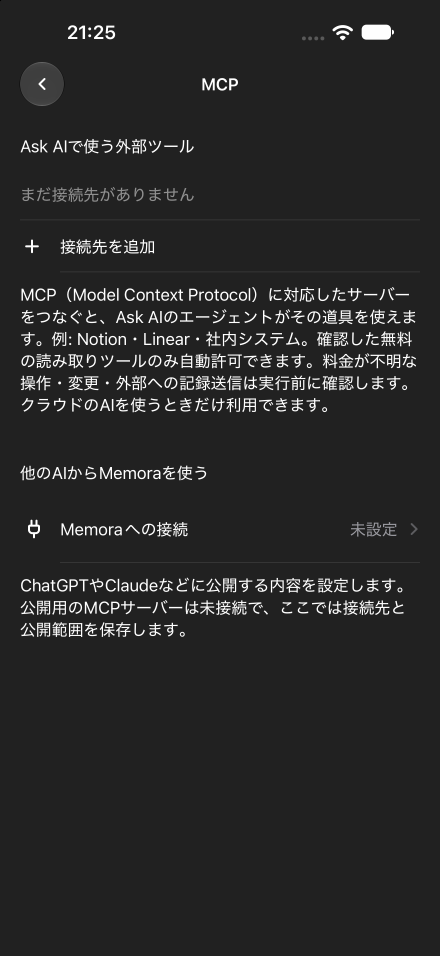 21:25
MCP
Ask AIで使う外部ツール
まだ接続先がありません
接続先を追加
MCP（Model Context Protocol）に対応したサーバー
をつなぐと、Ask AIのエージェントがその道具を使えま
す。例: Notion・Linear・社内システム。確認した無料
の読み取りツールのみ自動許可できます。料金が不明な
操作・変更・外部への記録送信は実行前に確認します。
クラウドのAIを使うときだけ利用できます。
他のAIからMemoraを使う
Memoraへの接続 未設定
ChatGPTやClaudeなどに公開する内容を設定します。
公開用のMCPサーバーは未接続で、ここでは接続先と
公開範囲を保存します。